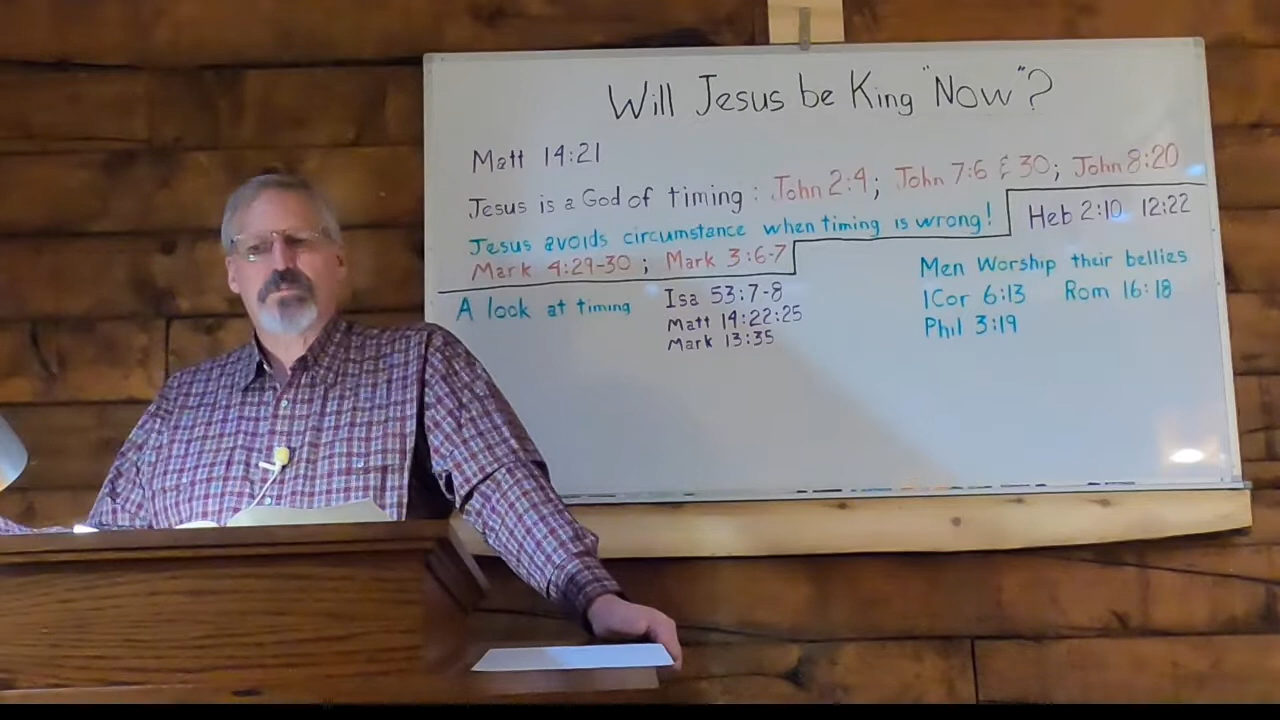 Will Jesus be King "Now"?
Matt 14:21
Jesus is a God of timing: John 2:4; John 7:6 & 30; John 8:20
Jesus avoids circumstance when timing is wrong!
Mark 4:29-30; Mark 3:6-7
Heb 2:10 12:22
A look at timing
Isa 53:7-8
Matt 14:22:25
Mark 13:35
Men Worship their bellies
1Cor 6:13 Rom 16:18
Phil 3:19